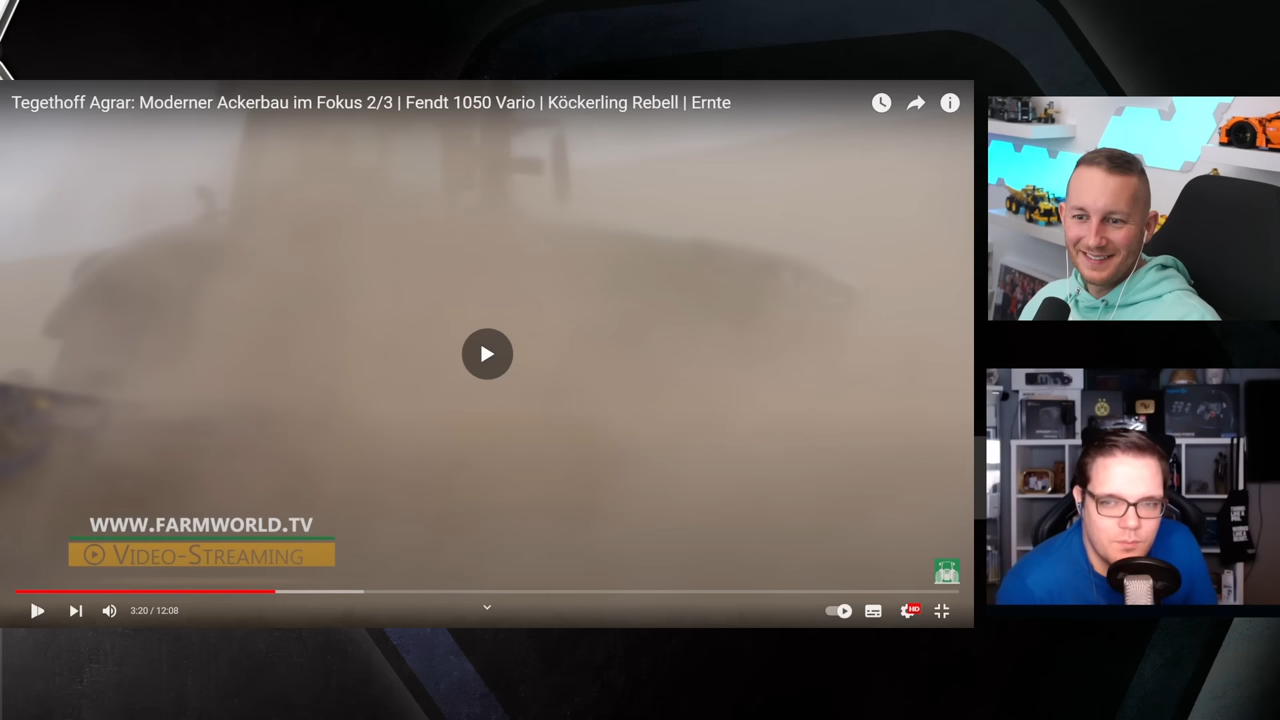 Tegethoff Agrar: Moderner Ackerbau im Fokus 2/3 | Fendt 1050 Vario | Köckerling Rebell | Ernte
WWW.FARMWORLD.TV
VIDEO-STREAMING
3:20 / 12:08
HD